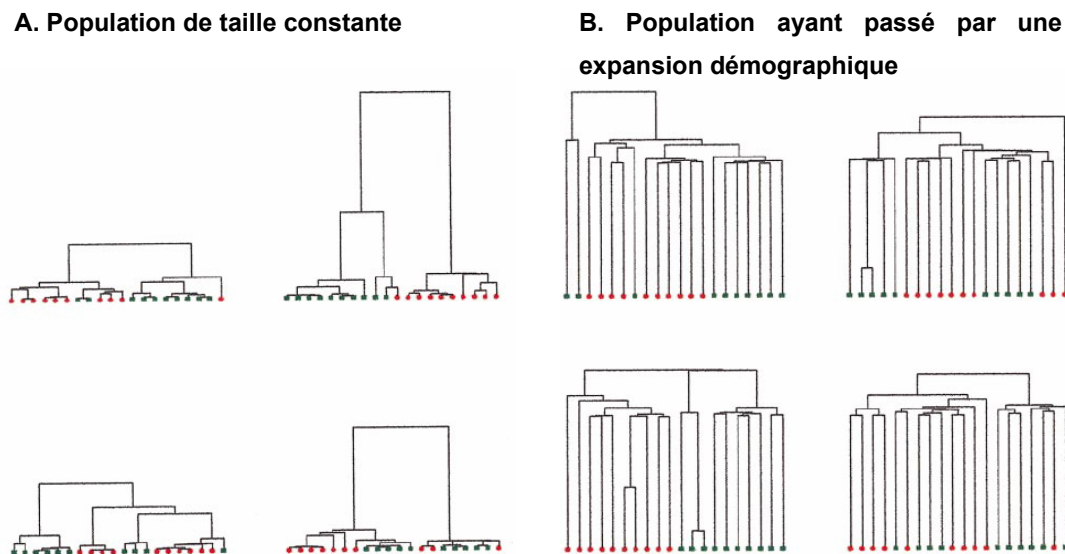 A. Population de taille constante
B. Population ayant passé par une
expansion démographique